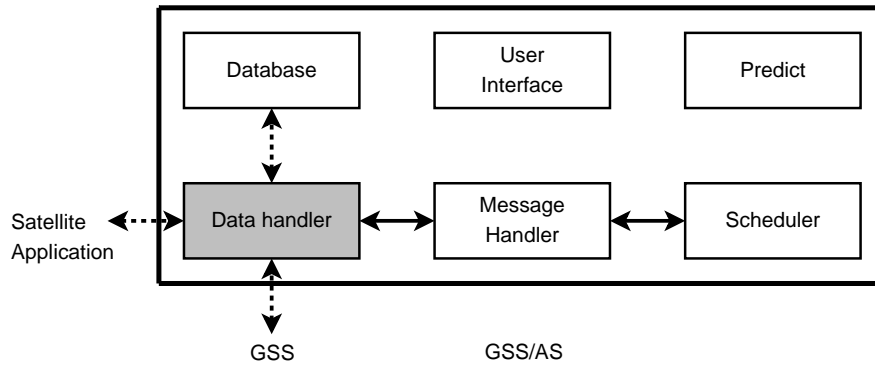 Database
User
Interface
Predict
Satellite
Application
Data handler
Message
Handler
Scheduler
GSS
GSS/AS